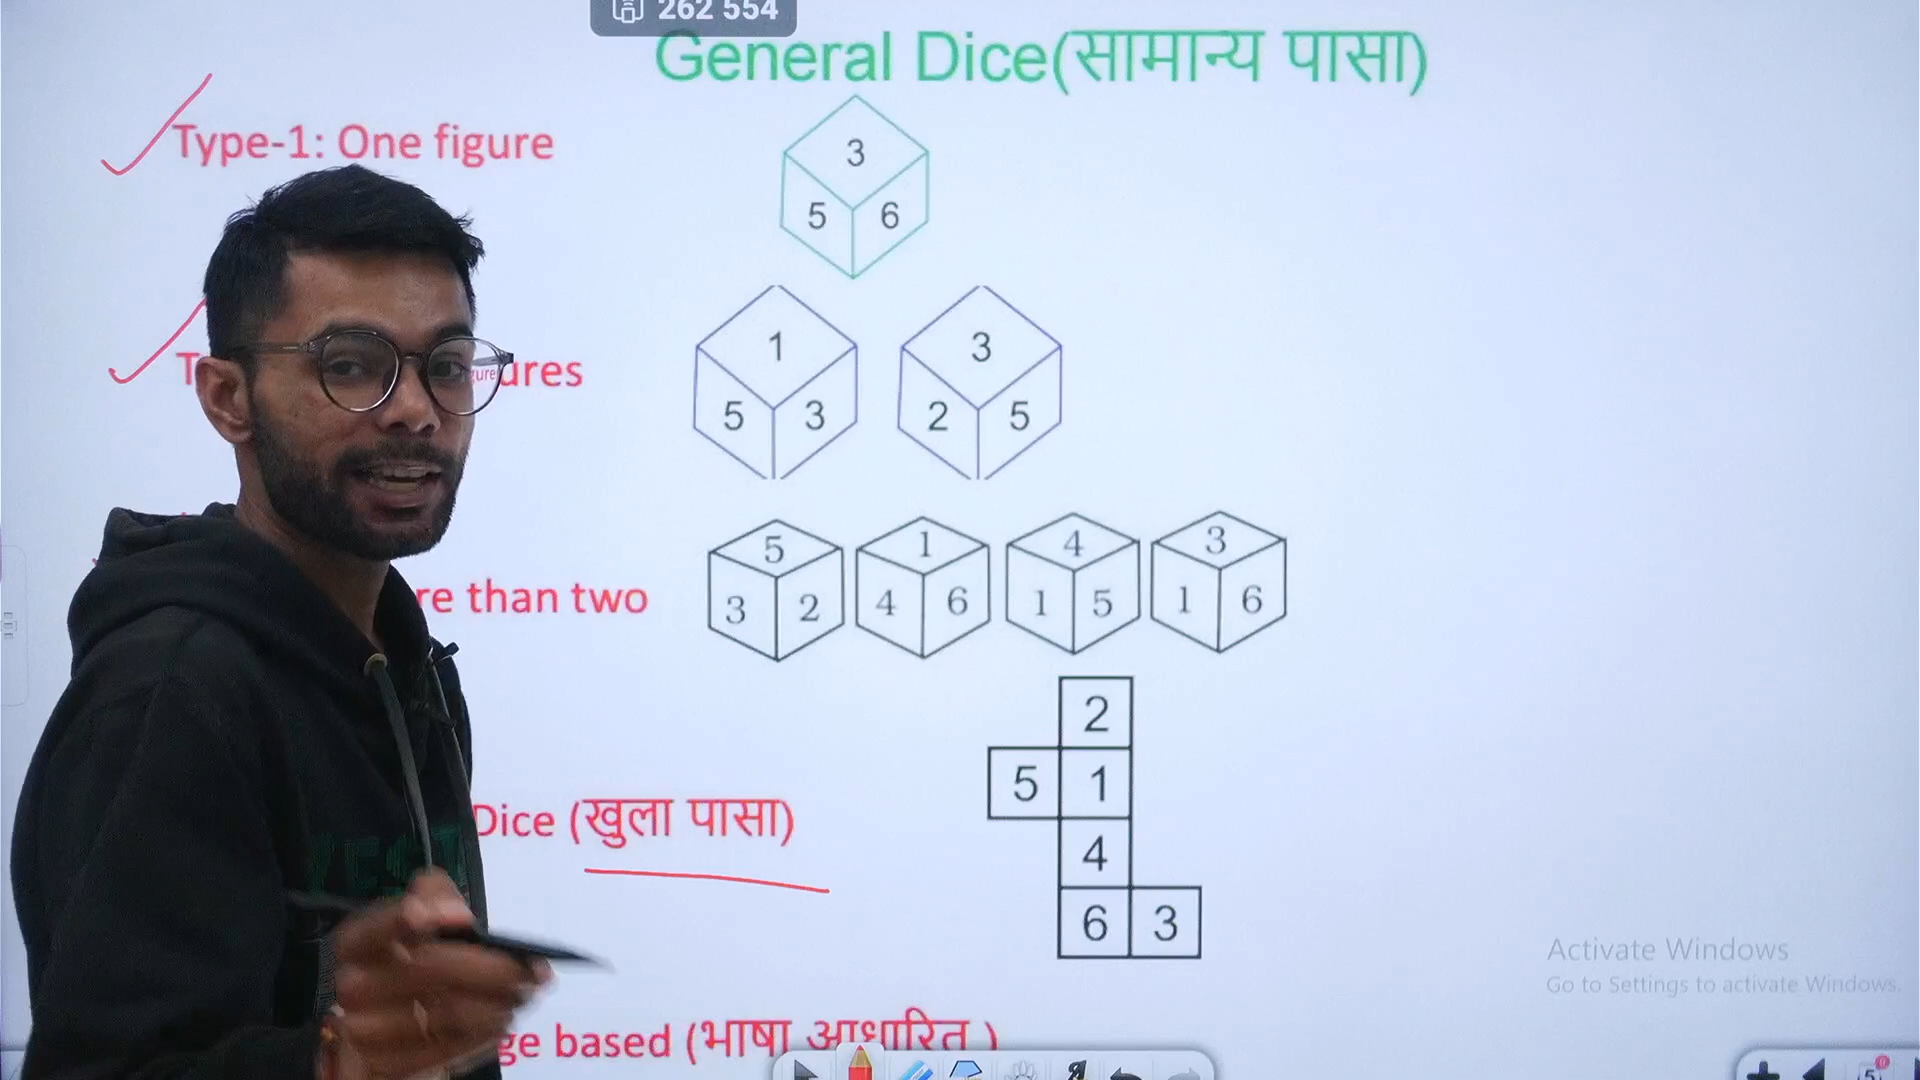 262 554
General Dice(सामान्य पासा)
Type-1: One figure
3
5 6
ures
1
5 3
3
2 5
re than two
5
3 2
1
4 6
4
1 5
3
1 6
2
5 1
4
6 3
Dice (खुला पासा)
Activate Windows
Go to Settings to activate Windows.
ge based (भाषा आधारित )